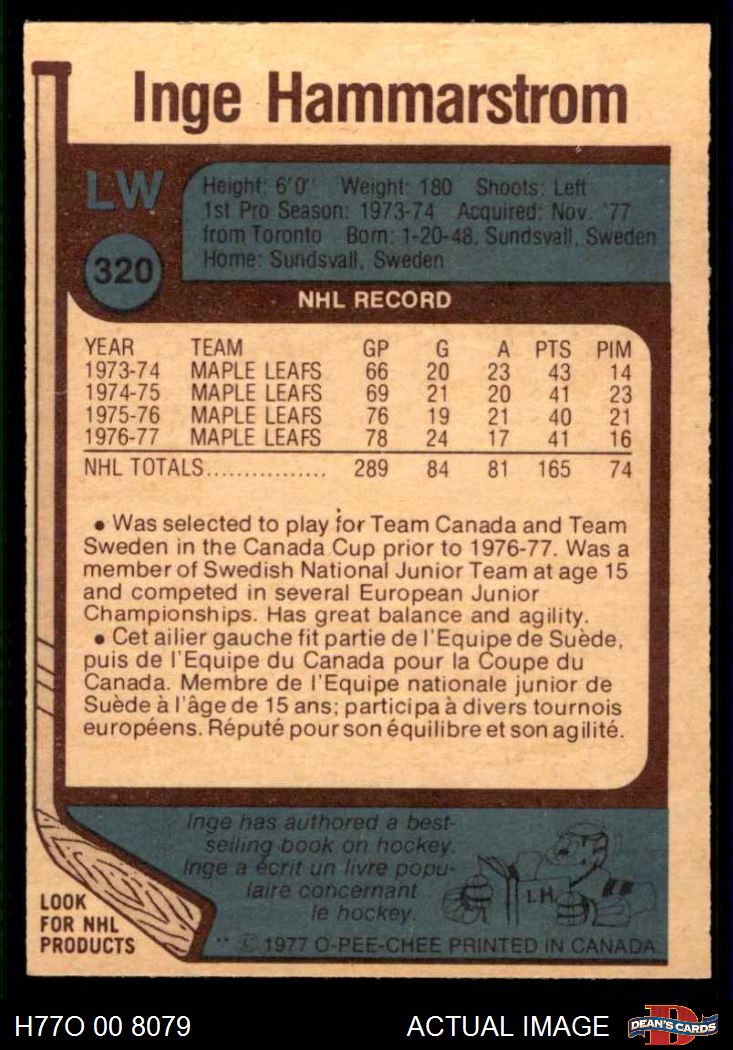 Inge Hammarstrom
LW
320
Height: 6'0" Weight: 180 Shoots: Left
1st Pro Season: 1973-74 Acquired: Nov. '77
from Toronto Born: 1-20-48, Sundsvall, Sweden
Home: Sundsvall, Sweden
NHL RECORD
YEAR TEAM GP G A PTS PIM
1973-74 MAPLE LEAFS 66 20 23 43 14
1974-75 MAPLE LEAFS 69 21 20 41 23
1975-76 MAPLE LEAFS 76 19 21 40 21
1976-77 MAPLE LEAFS 78 24 17 41 16
NHL TOTALS................ 289 84 81 165 74
• Was selected to play for Team Canada and Team
Sweden in the Canada Cup prior to 1976-77. Was a
member of Swedish National Junior Team at age 15
and competed in several European Junior
Championships. Has great balance and agility.
• Cet ailier gauche fit partie de l'Equipe de Suède,
puis de l'Equipe du Canada pour la Coupe du
Canada. Membre de l'Equipe nationale junior de
Suède à l'âge de 15 ans; participa à divers tournois
européens. Réputé pour son équilibre et son agilité.
Inge has authored a best-
selling book on hockey.
Inge a écrit un livre popu-
laire concernant
le hockey.
I.H.
LOOK
FOR NHL
PRODUCTS
** © 1977 O-PEE-CHEE PRINTED IN CANADA.
H77O 00 8079
ACTUAL IMAGE
D
DEAN'S CARDS